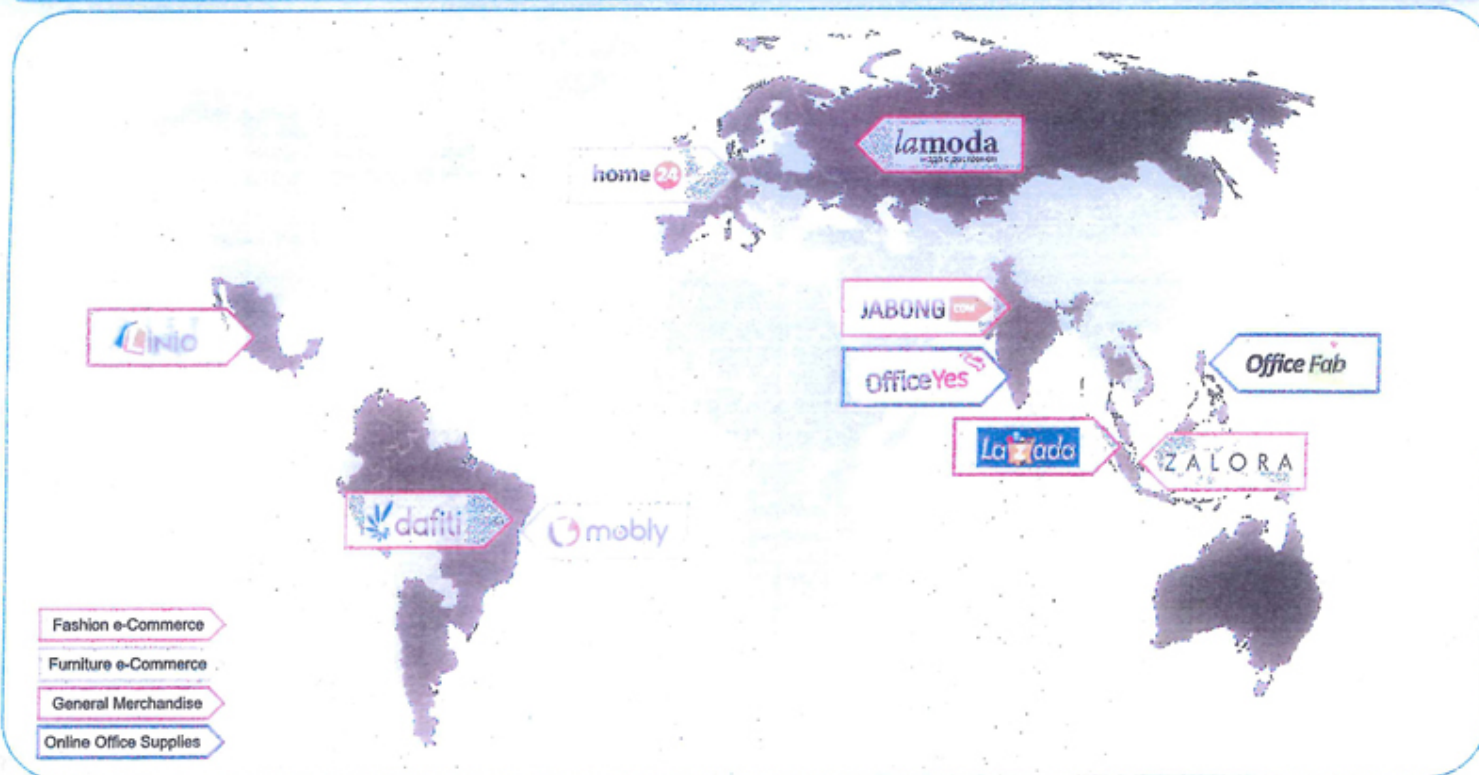 lamoda
home24
JABONG COM
OfficeYes
Office Fab
Lazada
ZALORA
dafiti
mobly
Fashion e-Commerce
Furniture e-Commerce
General Merchandise
Online Office Supplies